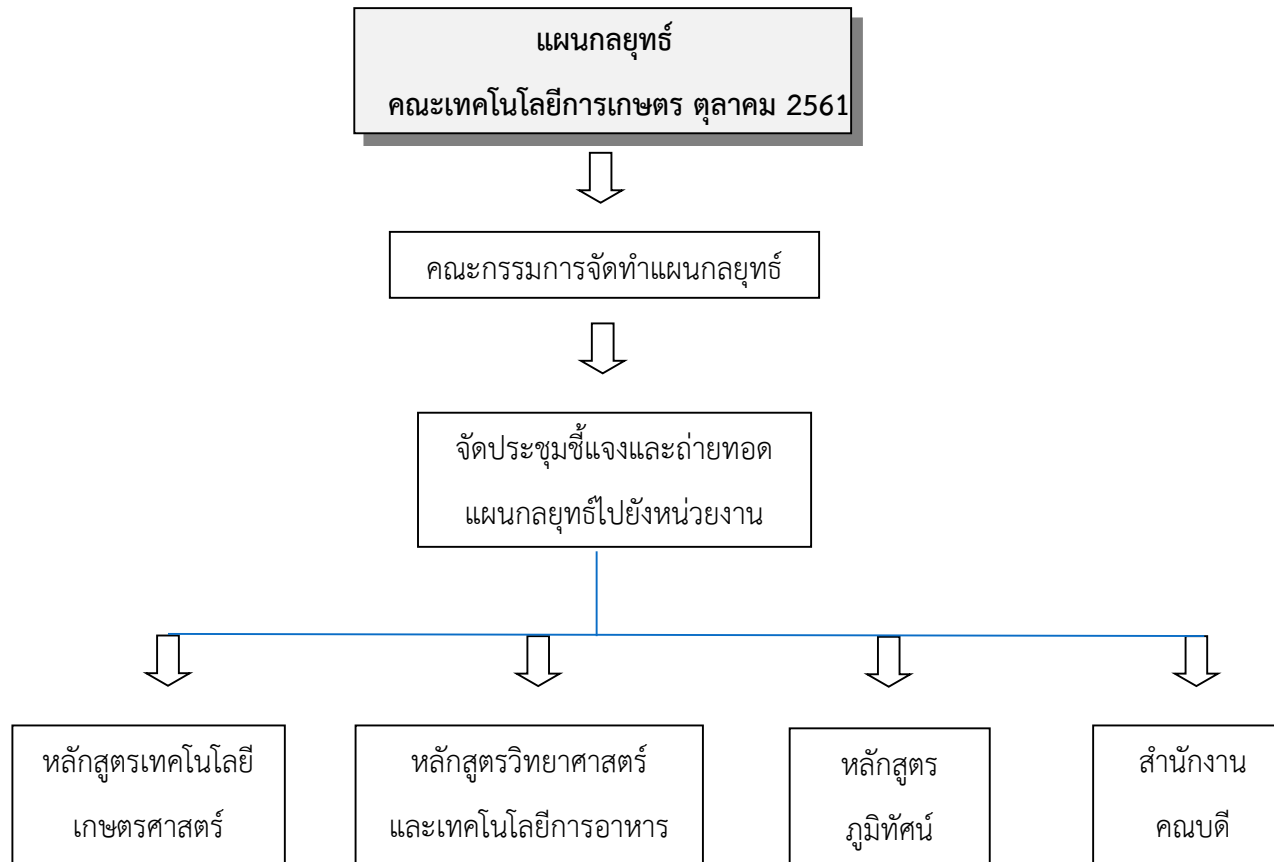 แผนกลยุทธ์
คณะเทคโนโลยีการเกษตร ตุลาคม 2561
คณะกรรมการจัดทำแผนกลยุทธ์
จัดประชุมชี้แจงและถ่ายทอด
แผนกลยุทธ์ไปยังหน่วยงาน
หลักสูตรเทคโนโลยี
เกษตรศาสตร์
หลักสูตรวิทยาศาสตร์
และเทคโนโลยีการอาหาร
หลักสูตร
ภูมิทัศน์
สำนักงาน
คณบดี